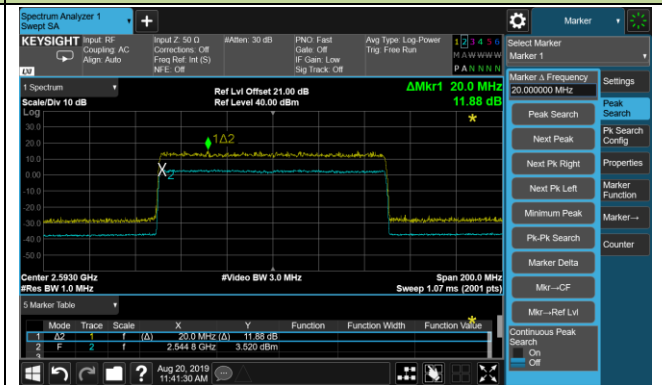 Spectrum Analyzer 1
Swept SA
+
Marker
KEYSIGHT
Input: RF
Coupling: AC
Align: Auto
Input Z: 50 Ω
Corrections: Off
Freq Ref: Int (S)
NFE: Off
#Atten: 30 dB
PNO: Fast
Gate: Off
IF Gain: Low
Sig Track: Off
Avg Type: Log-Power
Trig: Free Run
1 2 3 4 5 6
M A W W W W
P A N N N N
LXI
Select Marker
Marker 1
1 Spectrum
Scale/Div 10 dB
Log
Ref Lvl Offset 21.00 dB
Ref Level 40.00 dBm
ΔMkr1 20.0 MHz
11.88 dB
30.0
20.0
10.0
0.00
-10.0
-20.0
-30.0
-40.0
-50.0
1Δ2
X2
Center 2.5930 GHz
#Res BW 1.0 MHz
#Video BW 3.0 MHz
Span 200.0 MHz
Sweep 1.07 ms (2001 pts)
5 Marker Table
Mode Trace Scale X Y Function Function Width Function Value
1 Δ2 1 f (Δ) 20.0 MHz (Δ) 11.88 dB
2 F 2 f 2.544 8 GHz 3.520 dBm
3
Marker Δ Frequency
20.000000 MHz
Peak Search
Next Peak
Next Pk Right
Next Pk Left
Minimum Peak
Pk-Pk Search
Marker Delta
Mkr→CF
Mkr→Ref Lvl
Continuous Peak
Search
On
Off
Settings
Peak
Search
Pk Search
Config
Properties
Marker
Function
Marker→
Counter
?
Aug 20, 2019
11:41:30 AM